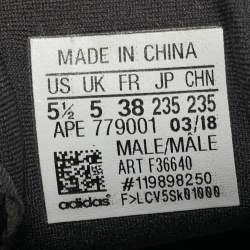 MADE IN CHINA
US UK FR JP CHN
5½ 5 38 235 235
APE 779001 03/18
MALE/MÂLE
ART F36640
#119898250
adidas F>LCV5Sk01000